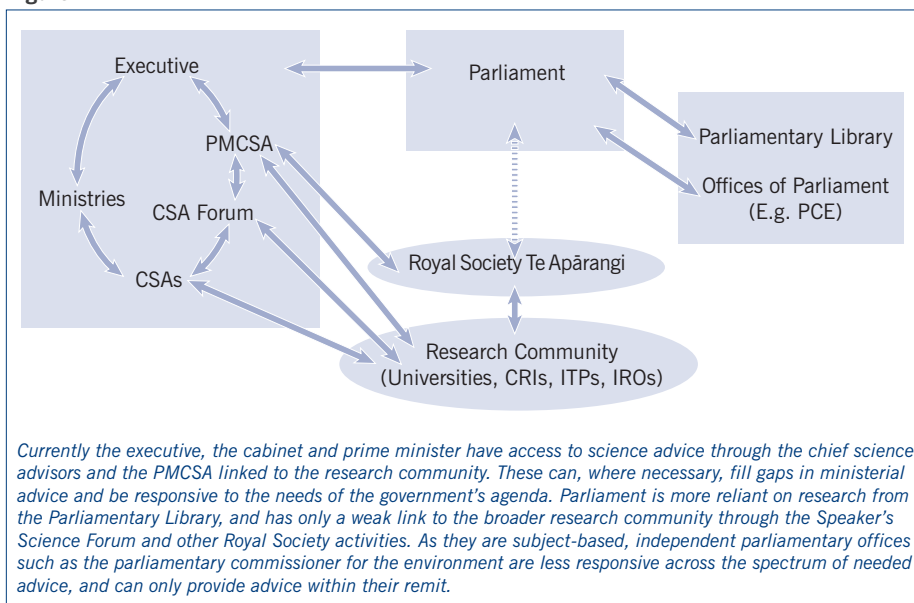 Executive
Parliament
PMCSA
Parliamentary Library
Ministries
Offices of Parliament
(E.g. PCE)
CSA Forum
CSAs
Royal Society Te Apārangi
Research Community
(Universities, CRIs, ITPs, IROs)
Currently the executive, the cabinet and prime minister have access to science advice through the chief science
advisors and the PMCSA linked to the research community. These can, where necessary, fill gaps in ministerial
advice and be responsive to the needs of the government’s agenda. Parliament is more reliant on research from
the Parliamentary Library, and has only a weak link to the broader research community through the Speaker’s
Science Forum and other Royal Society activities. As they are subject-based, independent parliamentary offices
such as the parliamentary commissioner for the environment are less responsive across the spectrum of needed
advice, and can only provide advice within their remit.